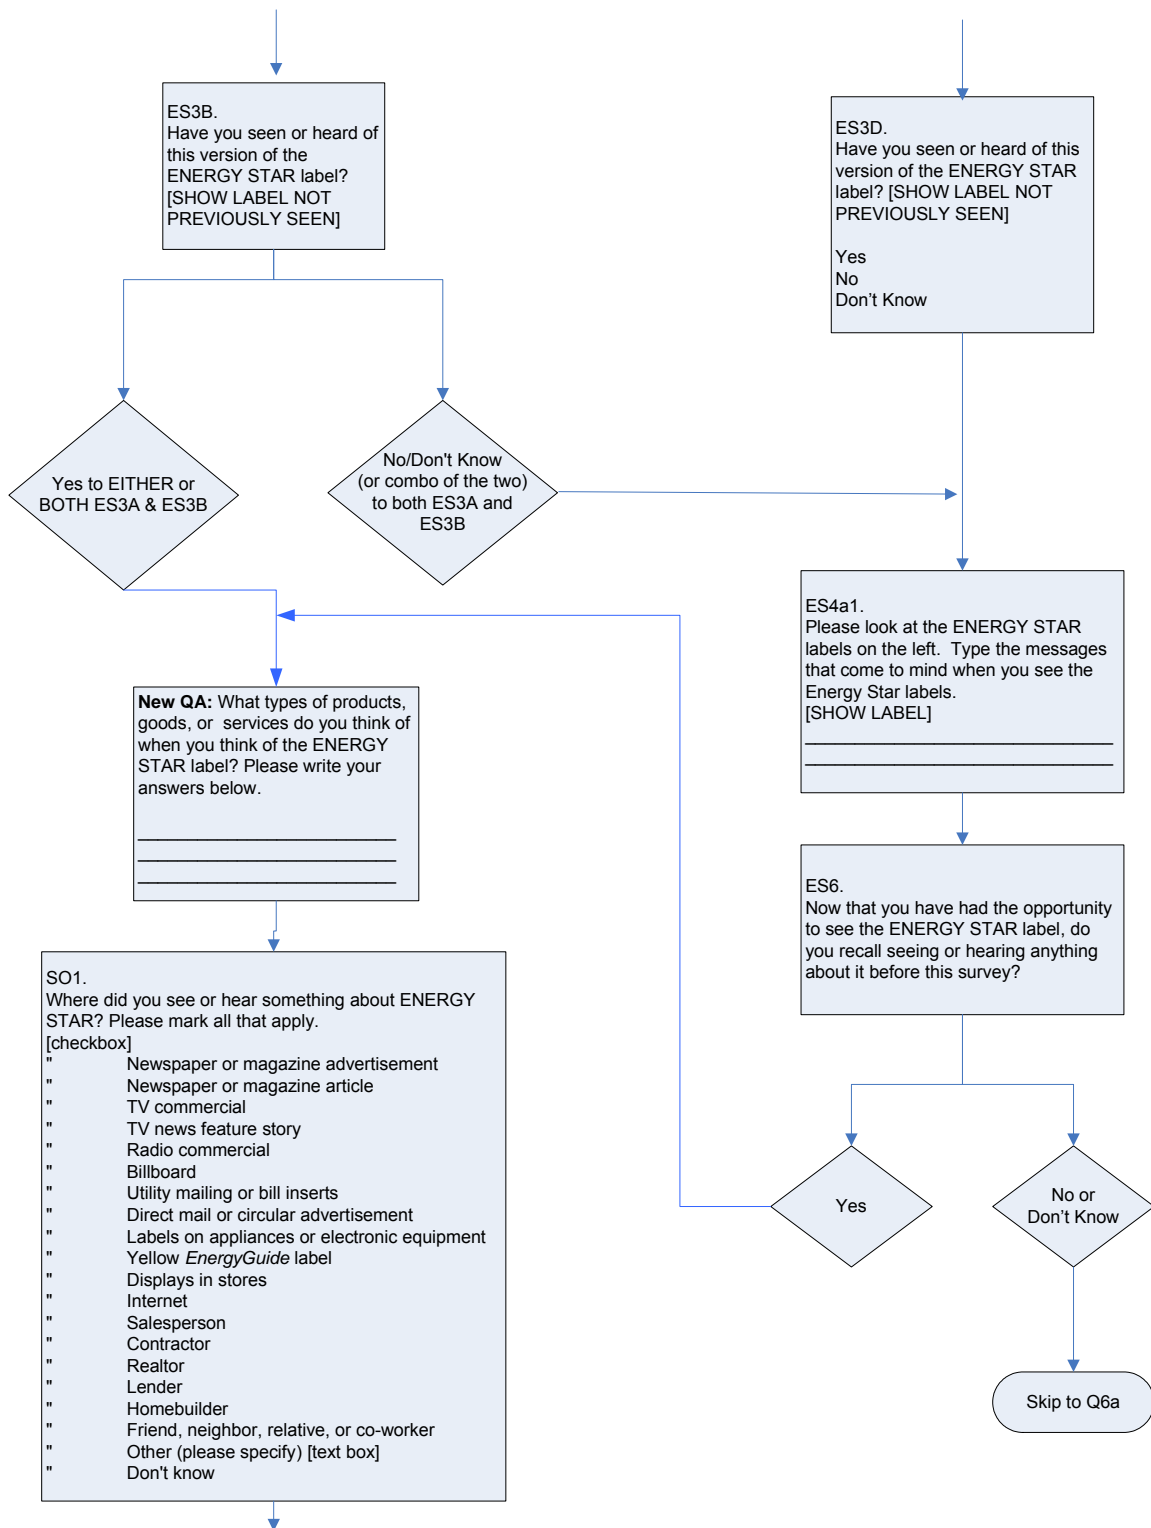 ES3B.
Have you seen or heard of
this version of the
ENERGY STAR label?
[SHOW LABEL NOT
PREVIOUSLY SEEN]
ES3D.
Have you seen or heard of this
version of the ENERGY STAR
label? [SHOW LABEL NOT
PREVIOUSLY SEEN]
Yes
No
Don't Know
Yes to EITHER or
BOTH ES3A & ES3B
No/Don't Know
(or combo of the two)
to both ES3A and
ES3B
ES4a1.
Please look at the ENERGY STAR
labels on the left.  Type the messages
that come to mind when you see the
Energy Star labels.
[SHOW LABEL]
New QA: What types of products,
goods, or  services do you think of
when you think of the ENERGY
STAR label? Please write your
answers below.
ES6.
Now that you have had the opportunity
to see the ENERGY STAR label, do
you recall seeing or hearing anything
about it before this survey?
SO1.
Where did you see or hear something about ENERGY
STAR? Please mark all that apply.
[checkbox]
" Newspaper or magazine advertisement
" Newspaper or magazine article
" TV commercial
" TV news feature story
" Radio commercial
" Billboard
" Utility mailing or bill inserts
" Direct mail or circular advertisement
" Labels on appliances or electronic equipment
" Yellow EnergyGuide label
" Displays in stores
" Internet
" Salesperson
" Contractor
" Realtor
" Lender
" Homebuilder
" Friend, neighbor, relative, or co-worker
" Other (please specify) [text box]
" Don't know
Yes
No or
Don't Know
Skip to Q6a